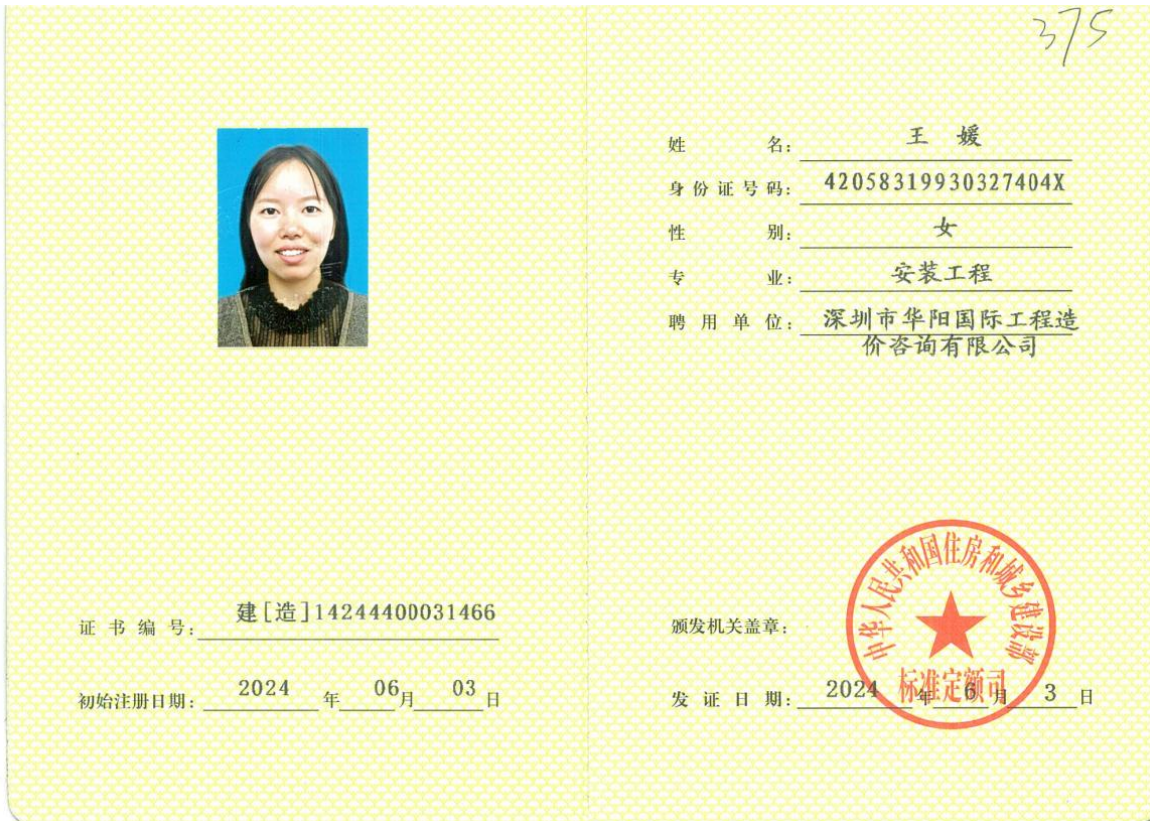 375
姓名：王媛
身份证号码：42058319930327404X
性别：女
专业：安装工程
聘用单位：深圳市华阳国际工程造
价咨询有限公司
证书编号：建[造]14244400031466
初始注册日期：2024年06月03日
颁发机关盖章：
中华人民共和国住房和城乡建设部
标准定额司
发证日期：2024年6月3日